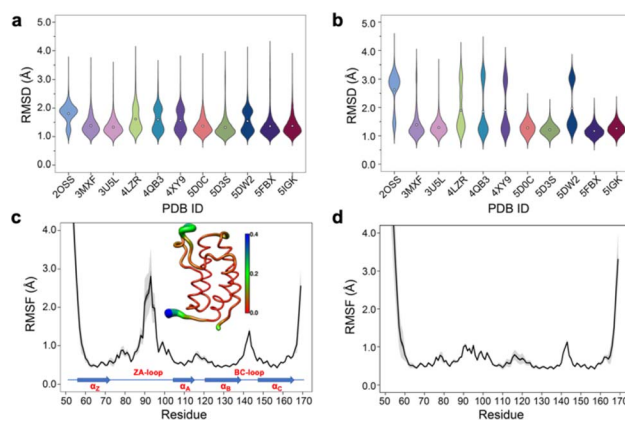 a
b
RMSD (Å)
5.0
4.0
3.0
2.0
1.0
0.0
2OSS 3MXF 3U5L 4LZR 4QB3 4XY9 5D0C 5D3S 5DW2 5FBX 5IGK
PDB ID
RMSD (Å)
5.0
4.0
3.0
2.0
1.0
0.0
2OSS 3MXF 3U5L 4LZR 4QB3 4XY9 5D0C 5D3S 5DW2 5FBX 5IGK
PDB ID
c
d
RMSF (Å)
4.0
3.0
2.0
1.0
0.0
0.4
0.2
0.0
ZA-loop BC-loop
αZ αA αB αC
50 60 70 80 90 100 110 120 130 140 150 160 170
Residue
RMSF (Å)
4.0
3.0
2.0
1.0
0.0
50 60 70 80 90 100 110 120 130 140 150 160 170
Residue